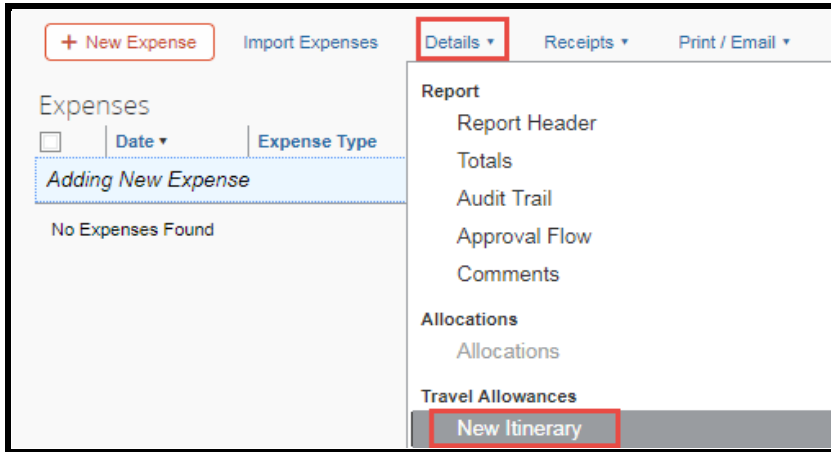 + New Expense Import Expenses Details ▾ Receipts ▾ Print / Email ▾
Expenses
Date ▾ Expense Type
Adding New Expense
No Expenses Found
Report
Report Header
Totals
Audit Trail
Approval Flow
Comments
Allocations
Allocations
Travel Allowances
New Itinerary